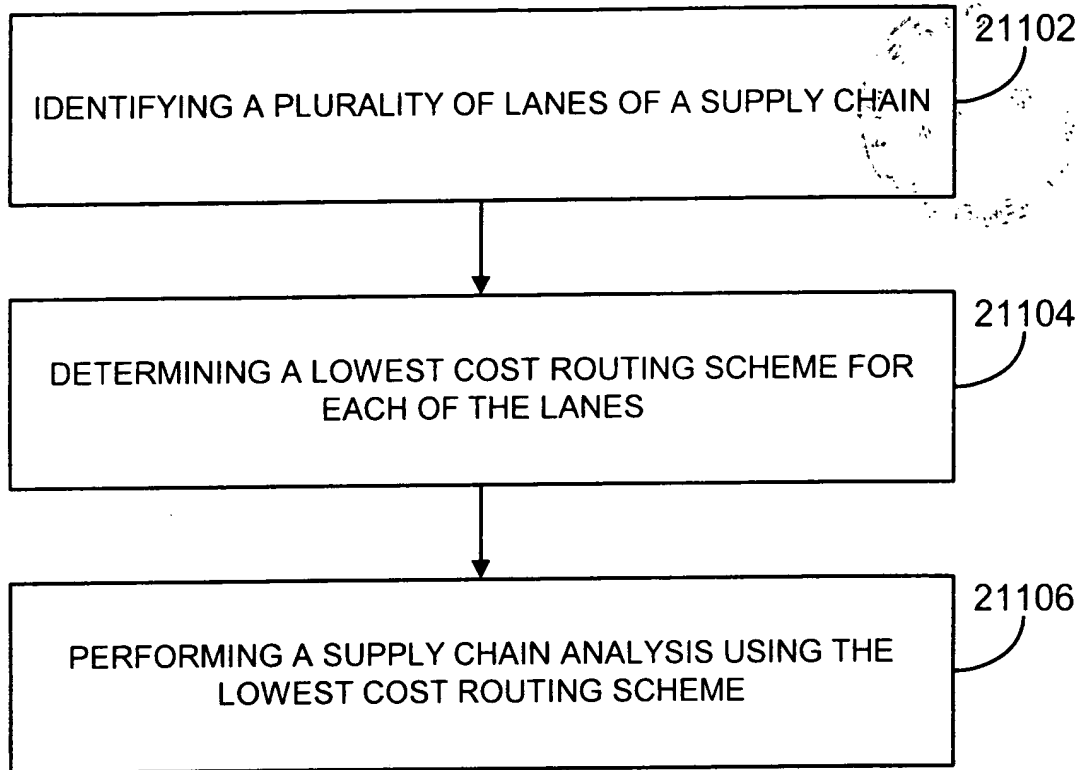 21102
IDENTIFYING A PLURALITY OF LANES OF A SUPPLY CHAIN
21104
DETERMINING A LOWEST COST ROUTING SCHEME FOR
EACH OF THE LANES
21106
PERFORMING A SUPPLY CHAIN ANALYSIS USING THE
LOWEST COST ROUTING SCHEME